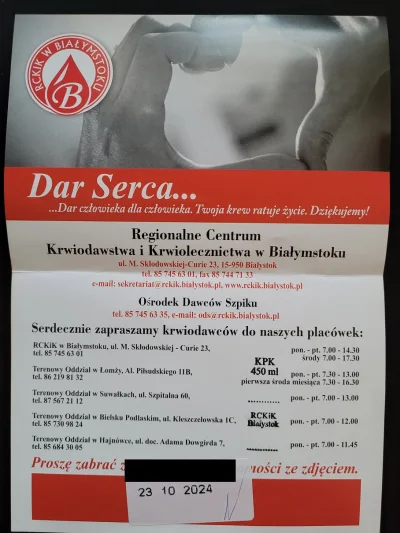 RCKIK W BIAŁYMSTOKU
B
Dar Serca...
...Dar człowieka dla człowieka. Twoja krew ratuje życie. Dziękujemy!
Regionalne Centrum
Krwiodawstwa i Krwiolecznictwa w Białymstoku
ul. M. Skłodowskiej-Curie 23, 15-950 Białystok
tel. 85 745 63 01, fax 85 744 71 33
e-mail: sekretariat@rckik.bialystok.pl, www.rckik.bialystok.pl
Ośrodek Dawców Szpiku
tel. 85 745 63 35, e-mail: ods@rckik.bialystok.pl
Serdecznie zapraszamy krwiodawców do naszych placówek:
RCKiK w Białymstoku, ul. M. Skłodowskiej - Curie 23, pon. - pt. 7.00 - 14.30
tel. 85 745 63 01 środy 7.00 - 17.30
KPK
450 ml
Terenowy Oddział w Łomży, Al. Piłsudskiego 11B, pon. - pt. 7.30 - 13.00
tel. 86 219 81 32 pierwsza środa miesiąca 7.30 - 16.30
Terenowy Oddział w Suwałkach, ul. Szpitalna 60, ............ pon. - pt. 7.00 - 13.00
tel. 87 567 21 12
RCKiK
Białystok
Terenowy Oddział w Bielsku Podlaskim, ul. Kleszczelowska 1C, pon. - pt. 7.00 - 12.00
tel. 85 730 98 24
Terenowy Oddział w Hajnówce, ul. doc. Adama Dowgirda 7, ............ pon. - pt. 7.00 - 11.45
tel. 85 684 30 05
Proszę zabrać z ze zdjęciem.
23 10 2024